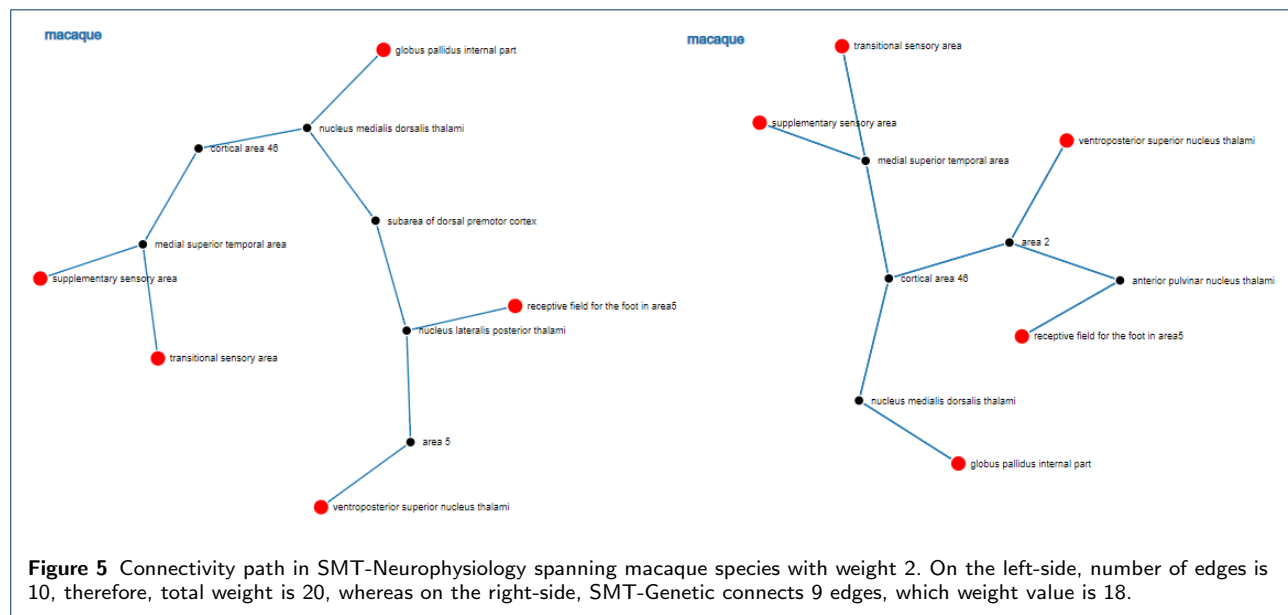 macaque
globus pallidus internal part
nucleus medialis dorsalis thalami
cortical area 46
subarea of dorsal premotor cortex
medial superior temporal area
supplementary sensory area
receptive field for the foot in area5
nucleus lateralis posterior thalami
transitional sensory area
area 5
ventroposterior superior nucleus thalami
macaque
transitional sensory area
supplementary sensory area
ventroposterior superior nucleus thalami
medial superior temporal area
area 2
cortical area 46
anterior pulvinar nucleus thalami
receptive field for the foot in area5
nucleus medialis dorsalis thalami
globus pallidus internal part
Figure 5 Connectivity path in SMT-Neurophysiology spanning macaque species with weight 2. On the left-side, number of edges is
10, therefore, total weight is 20, whereas on the right-side, SMT-Genetic connects 9 edges, which weight value is 18.